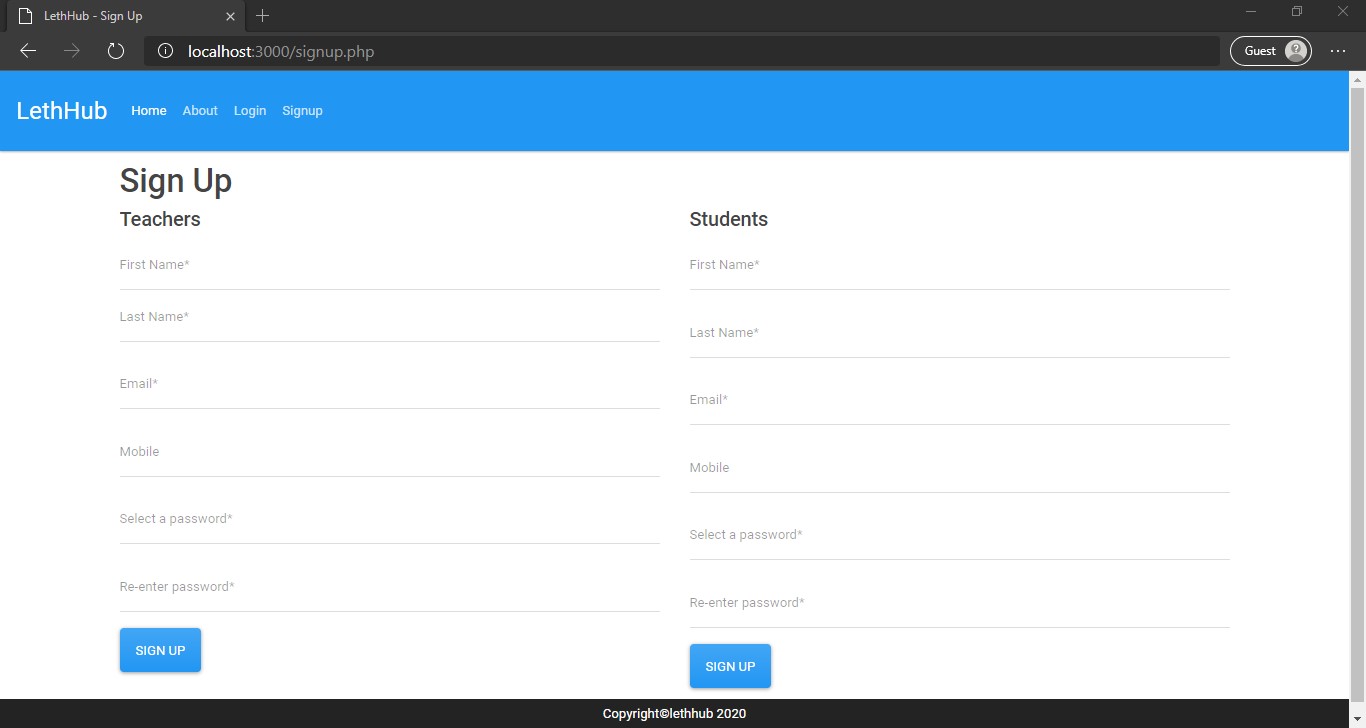 LethHub - Sign Up
localhost:3000/signup.php
Guest
LethHub Home About Login Signup
Sign Up
Teachers
First Name*
Last Name*
Email*
Mobile
Select a password*
Re-enter password*
SIGN UP
Students
First Name*
Last Name*
Email*
Mobile
Select a password*
Re-enter password*
SIGN UP
Copyright©lethhub 2020